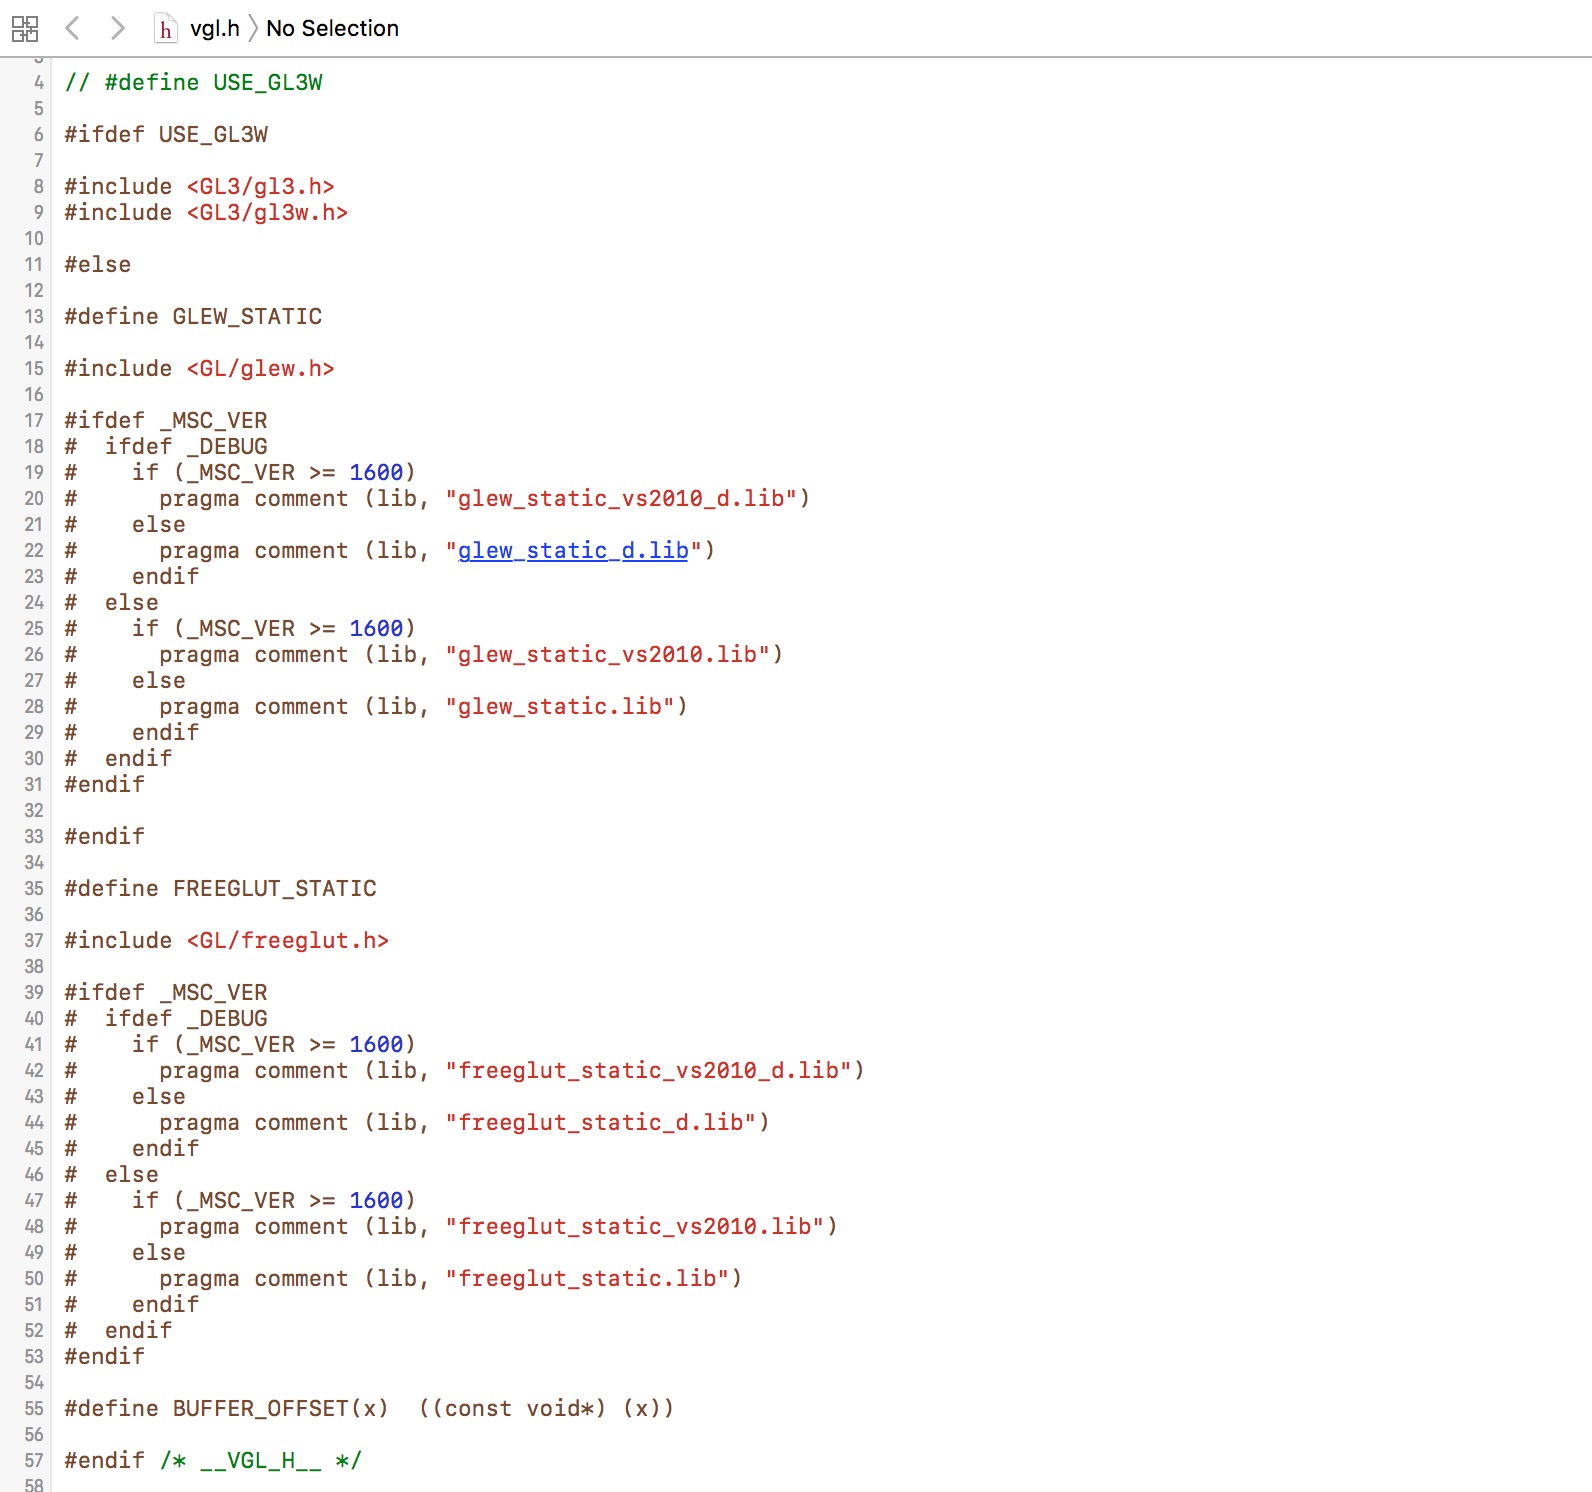 h vgl.h 〉 No Selection
4 // #define USE_GL3W
5
6 #ifdef USE_GL3W
7
8 #include <GL3/gl3.h>
9 #include <GL3/gl3w.h>
10
11 #else
12
13 #define GLEW_STATIC
14
15 #include <GL/glew.h>
16
17 #ifdef _MSC_VER
18 #  ifdef _DEBUG
19 #    if (_MSC_VER >= 1600)
20 #      pragma comment (lib, "glew_static_vs2010_d.lib")
21 #    else
22 #      pragma comment (lib, "glew_static_d.lib")
23 #    endif
24 #  else
25 #    if (_MSC_VER >= 1600)
26 #      pragma comment (lib, "glew_static_vs2010.lib")
27 #    else
28 #      pragma comment (lib, "glew_static.lib")
29 #    endif
30 #  endif
31 #endif
32
33 #endif
34
35 #define FREEGLUT_STATIC
36
37 #include <GL/freeglut.h>
38
39 #ifdef _MSC_VER
40 #  ifdef _DEBUG
41 #    if (_MSC_VER >= 1600)
42 #      pragma comment (lib, "freeglut_static_vs2010_d.lib")
43 #    else
44 #      pragma comment (lib, "freeglut_static_d.lib")
45 #    endif
46 #  else
47 #    if (_MSC_VER >= 1600)
48 #      pragma comment (lib, "freeglut_static_vs2010.lib")
49 #    else
50 #      pragma comment (lib, "freeglut_static.lib")
51 #    endif
52 #  endif
53 #endif
54
55 #define BUFFER_OFFSET(x)  ((const void*) (x))
56
57 #endif /* __VGL_H__ */
58